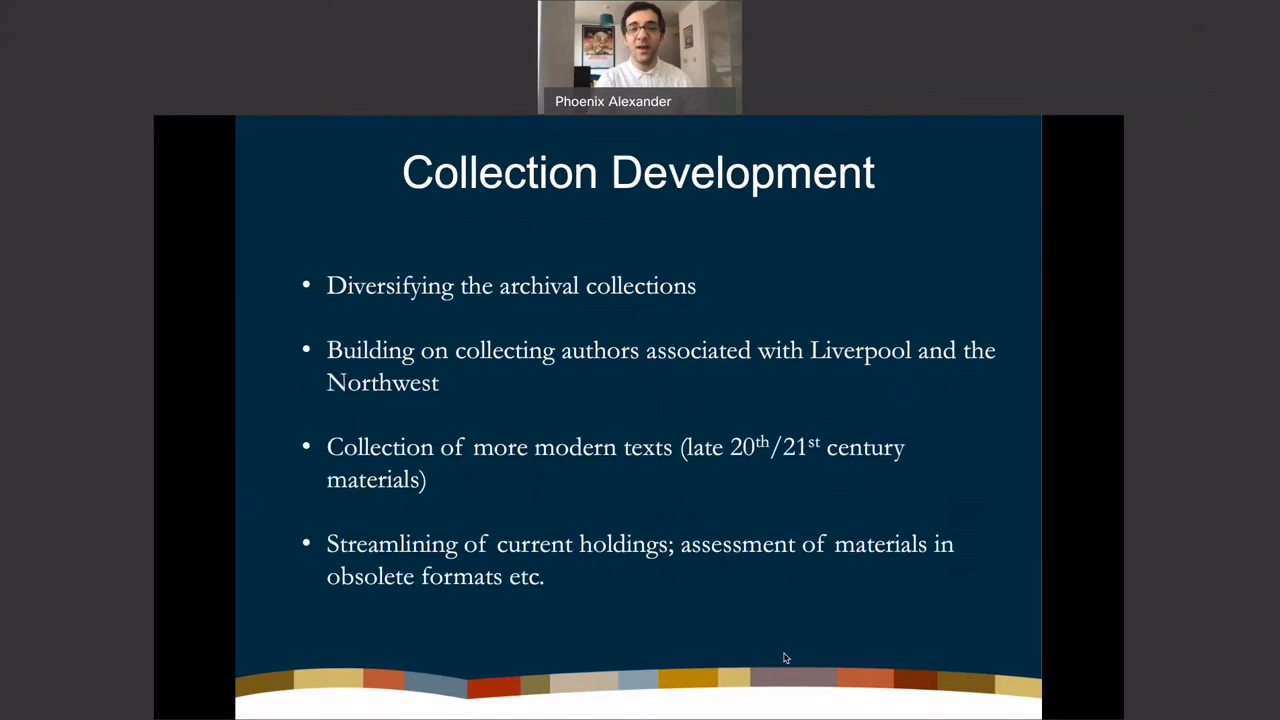 Phoenix Alexander
Collection Development
• Diversifying the archival collections
• Building on collecting authors associated with Liverpool and the
Northwest
• Collection of more modern texts (late 20th/21st century
materials)
• Streamlining of current holdings; assessment of materials in
obsolete formats etc.